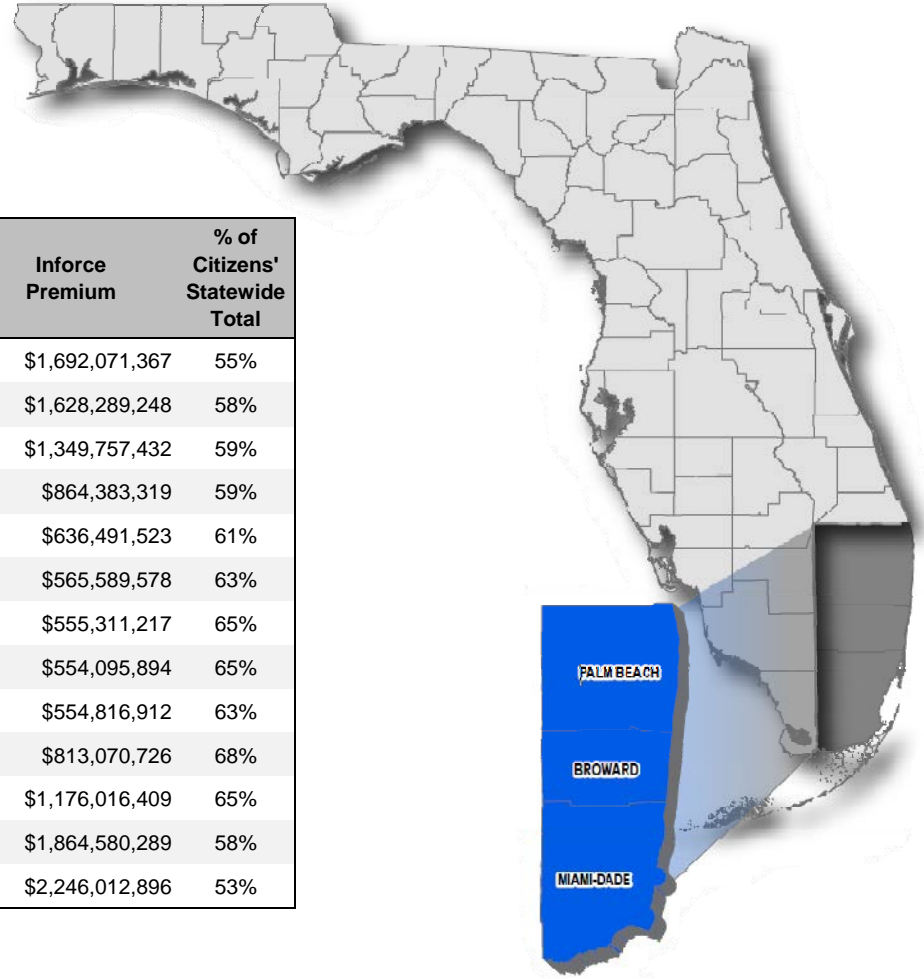 Inforce
Premium
% of
Citizens'
Statewide
Total
$1,692,071,367 55%
$1,628,289,248 58%
$1,349,757,432 59%
$864,383,319 59%
$636,491,523 61%
$565,589,578 63%
$555,311,217 65%
$554,095,894 65%
$554,816,912 63%
$813,070,726 68%
$1,176,016,409 65%
$1,864,580,289 58%
$2,246,012,896 53%
PALM BEACH
BROWARD
MIAMI-DADE